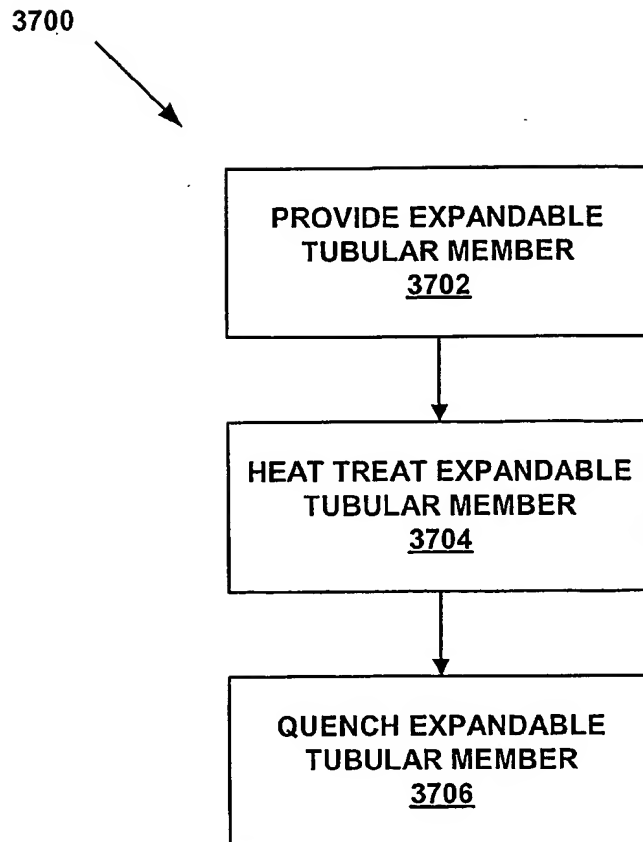 3700
PROVIDE EXPANDABLE
TUBULAR MEMBER
3702
HEAT TREAT EXPANDABLE
TUBULAR MEMBER
3704
QUENCH EXPANDABLE
TUBULAR MEMBER
3706